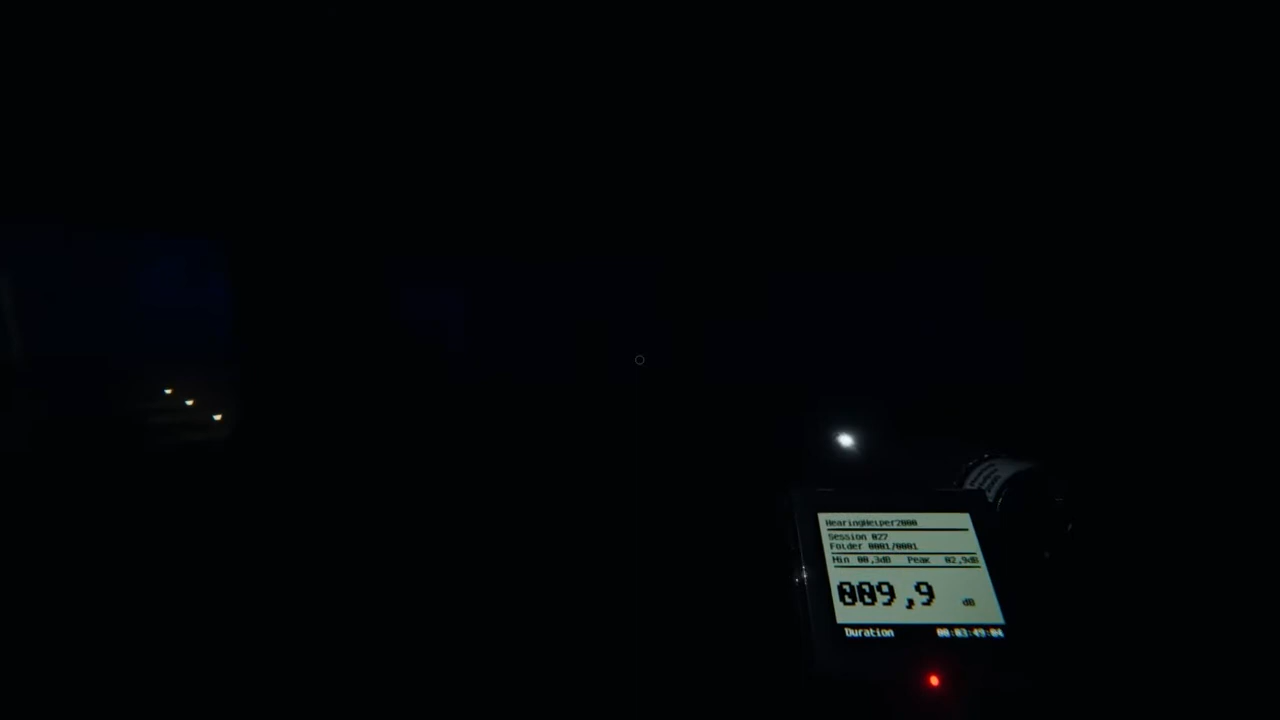 HearingHelper2000
Session 027
Folder 0001/0001
Min 00,3dB Peak 02,9dB
009,9 dB
Duration 00:03:49:04